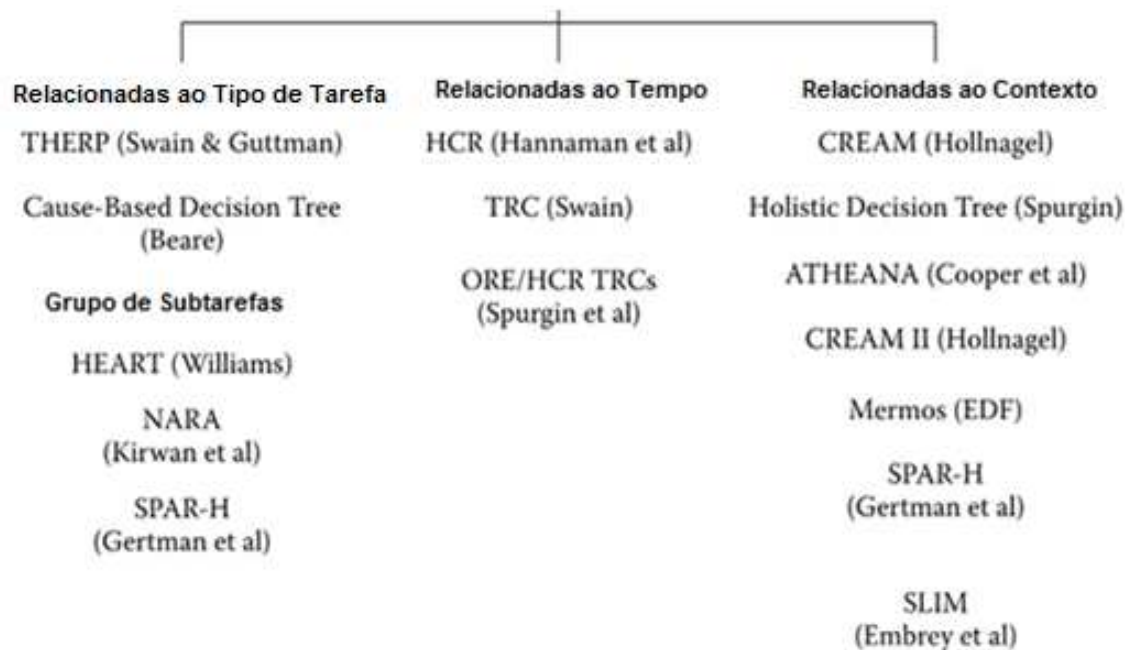 Relacionadas ao Tipo de Tarefa
THERP (Swain & Guttman)
Cause-Based Decision Tree
(Beare)
Grupo de Subtarefas
HEART (Williams)
NARA
(Kirwan et al)
SPAR-H
(Gertman et al)
Relacionadas ao Tempo
HCR (Hannaman et al)
TRC (Swain)
ORE/HCR TRCs
(Spurgin et al)
Relacionadas ao Contexto
CREAM (Hollnagel)
Holistic Decision Tree (Spurgin)
ATHEANA (Cooper et al)
CREAM II (Hollnagel)
Mermos (EDF)
SPAR-H
(Gertman et al)
SLIM
(Embrey et al)